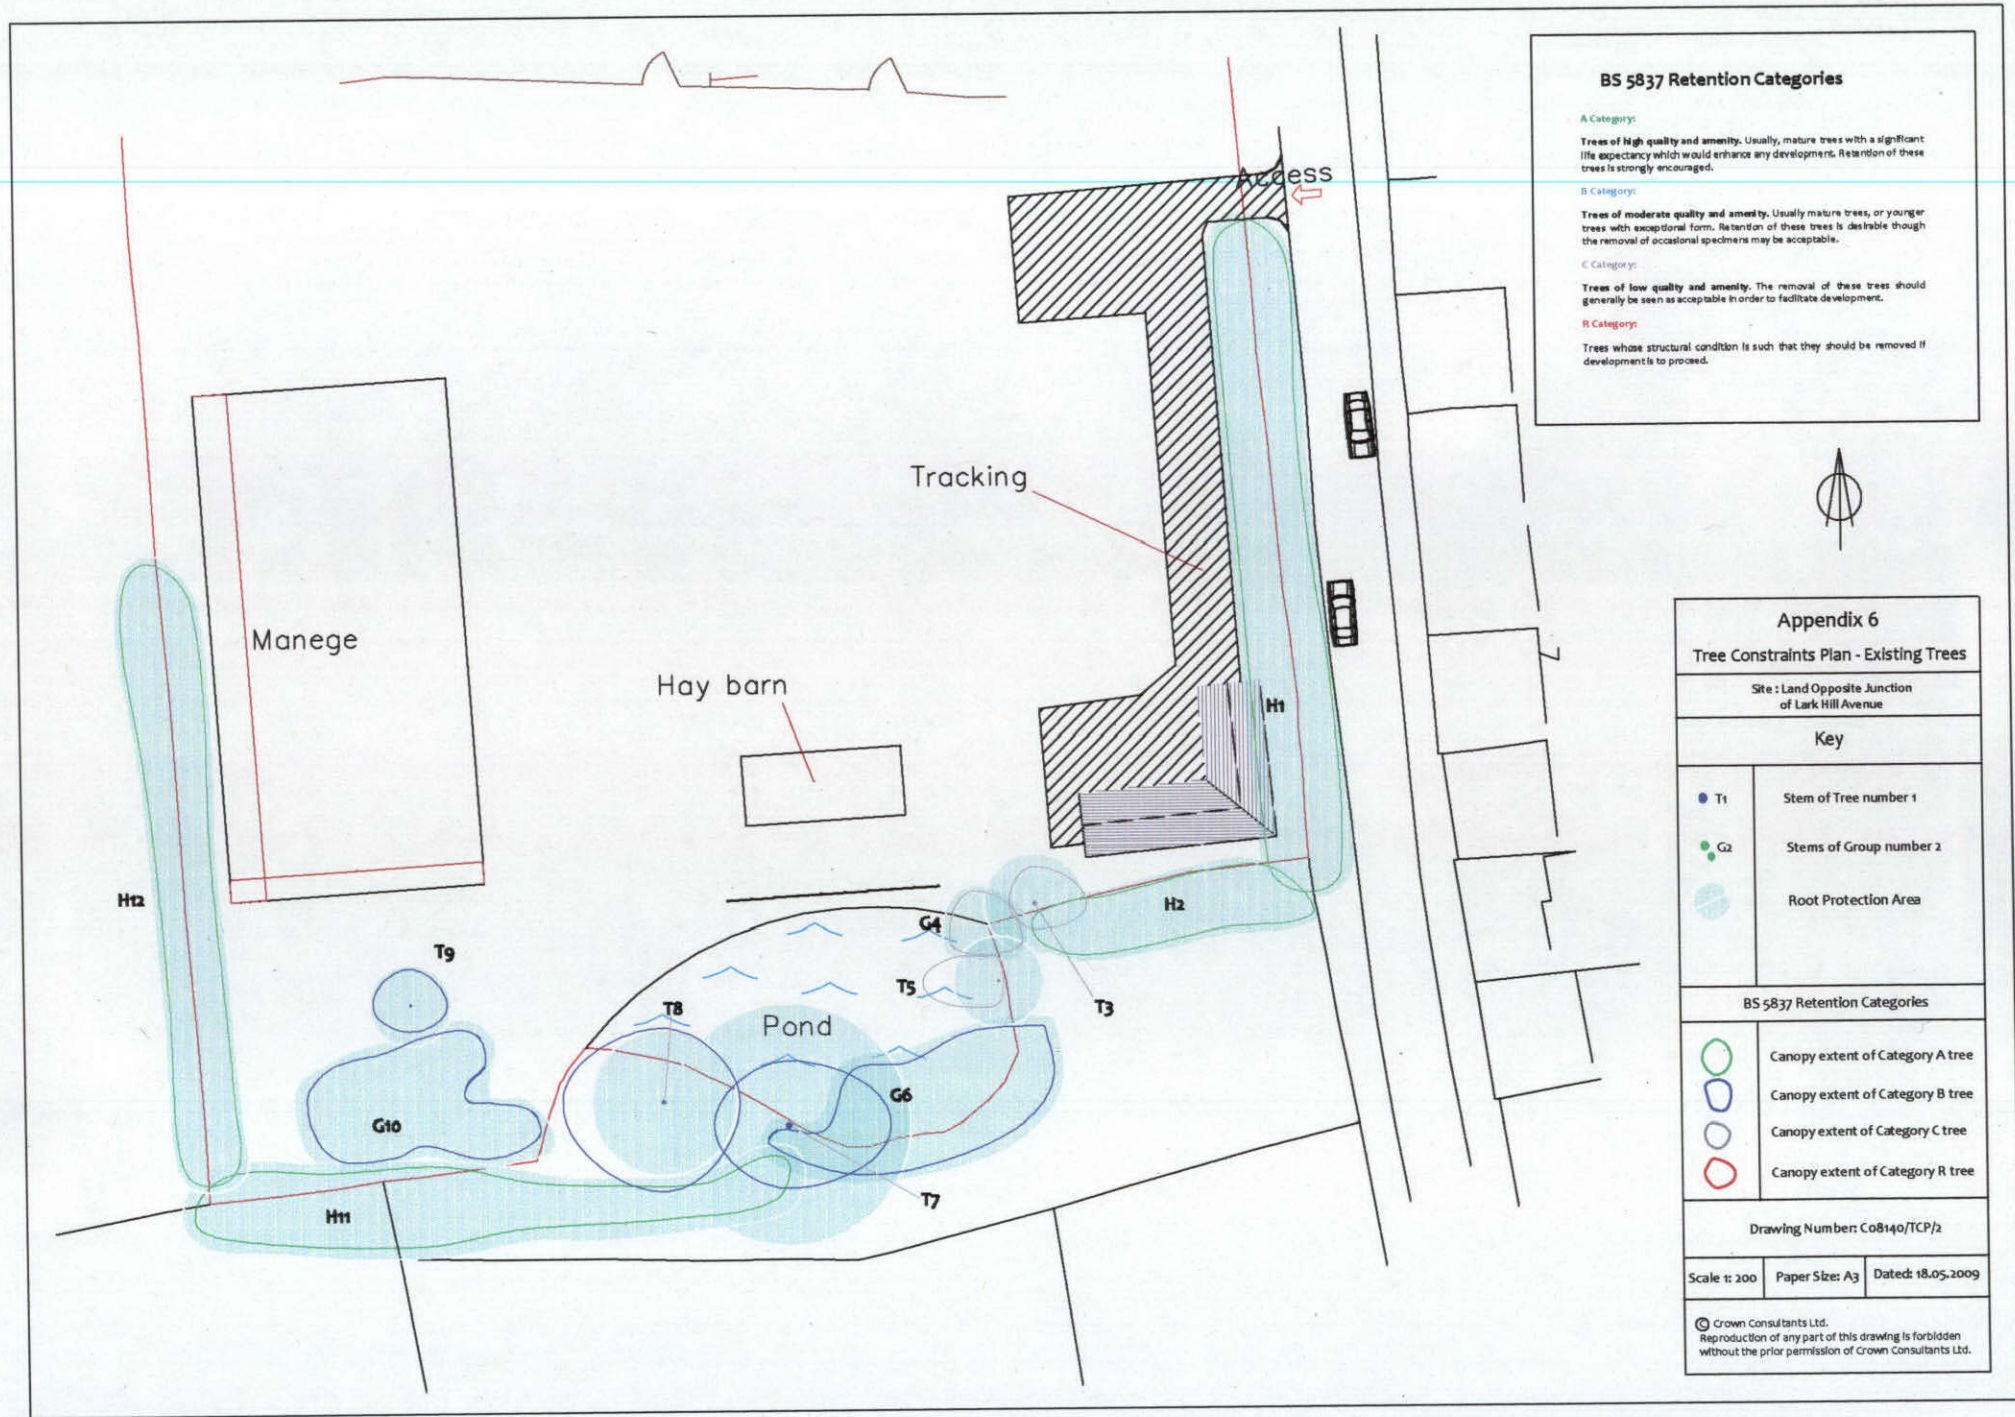 BS 5837 Retention Categories
A Category:
Trees of high quality and amenity. Usually, mature trees with a significant
life expectancy which would enhance any development. Retention of these
trees is strongly encouraged.
B Category:
Trees of moderate quality and amenity. Usually mature trees, or younger
trees with exceptional form. Retention of these trees is desirable though
the removal of occasional specimens may be acceptable.
C Category:
Trees of low quality and amenity. The removal of these trees should
generally be seen as acceptable in order to facilitate development.
R Category:
Trees whose structural condition is such that they should be removed if
development is to proceed.
Access
Tracking
Manege
Hay barn
H1
H12
H2
G4
T9
T5
T3
T8
Pond
G6
G10
T7
H11
Appendix 6
Tree Constraints Plan - Existing Trees
Site : Land Opposite Junction
of Lark Hill Avenue
Key
T1 Stem of Tree number 1
G2 Stems of Group number 2
Root Protection Area
BS 5837 Retention Categories
Canopy extent of Category A tree
Canopy extent of Category B tree
Canopy extent of Category C tree
Canopy extent of Category R tree
Drawing Number: C08140/TCP/2
Scale 1: 200 Paper Size: A3 Dated: 18.05.2009
© Crown Consultants Ltd.
Reproduction of any part of this drawing is forbidden
without the prior permission of Crown Consultants Ltd.